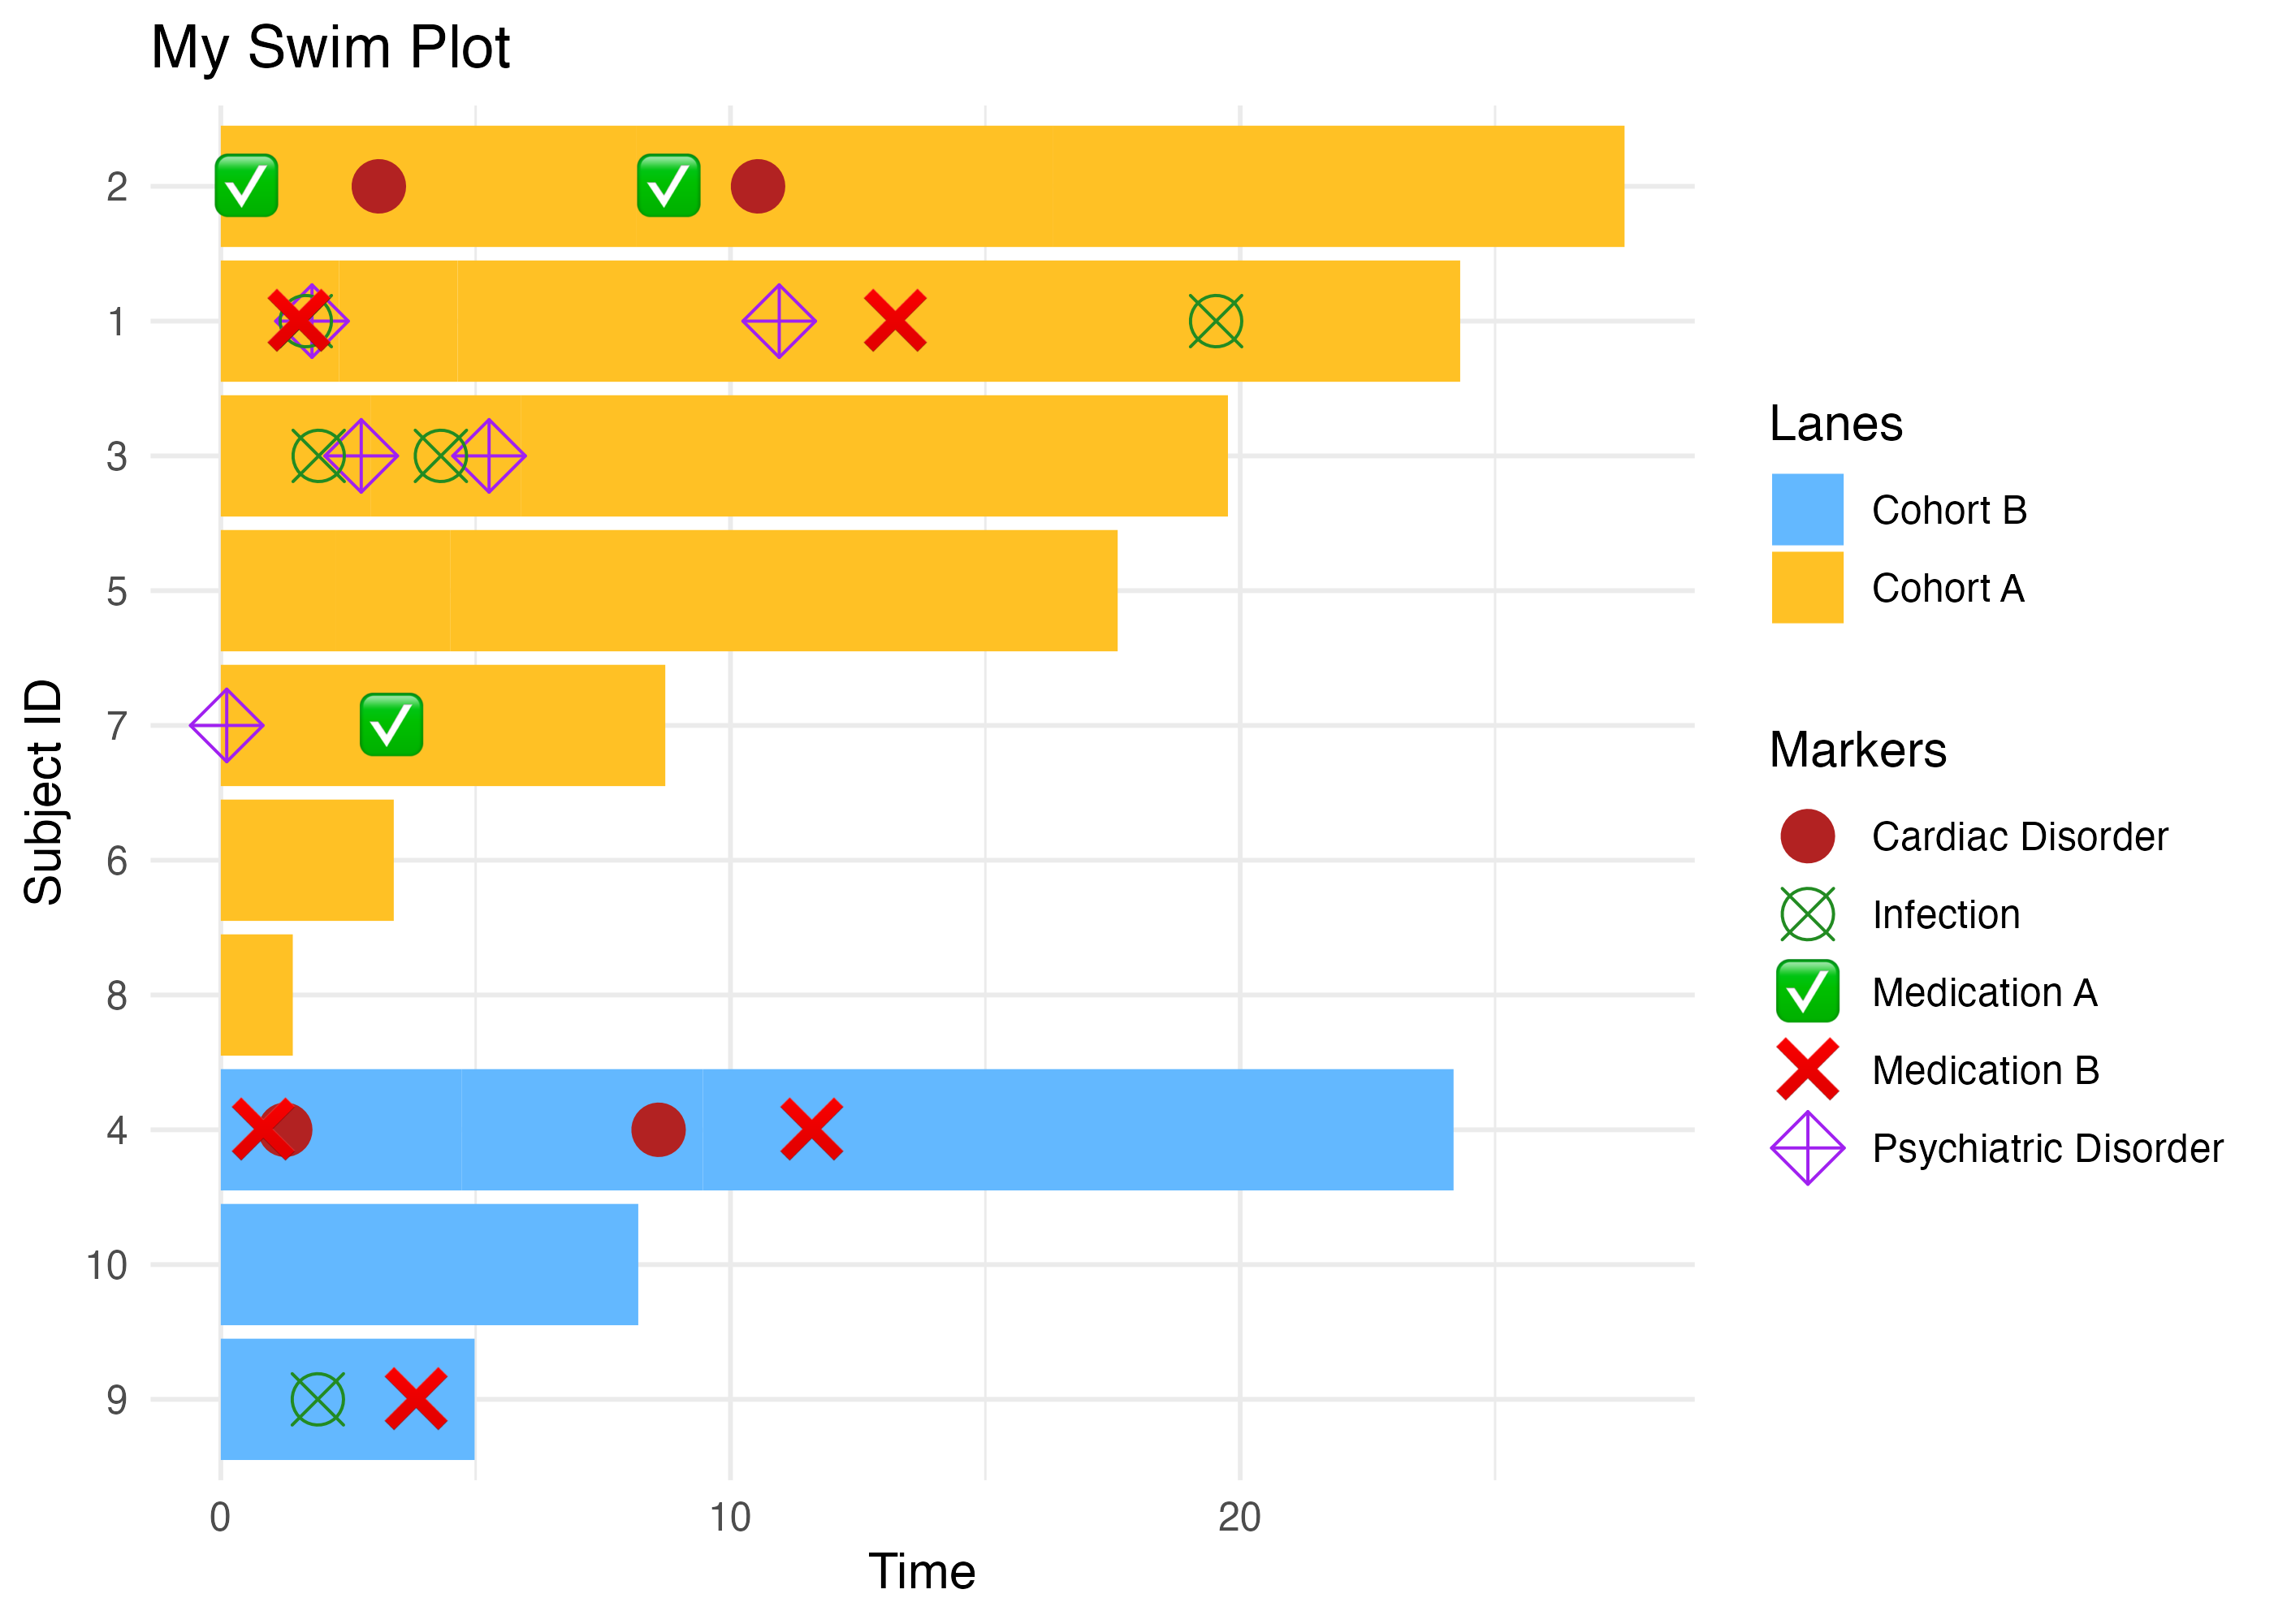 My Swim Plot
2
1
3
5
7
6
8
4
10
9
Subject ID
0 10 20
Time
Lanes
Cohort B
Cohort A
Markers
Cardiac Disorder
Infection
Medication A
Medication B
Psychiatric Disorder